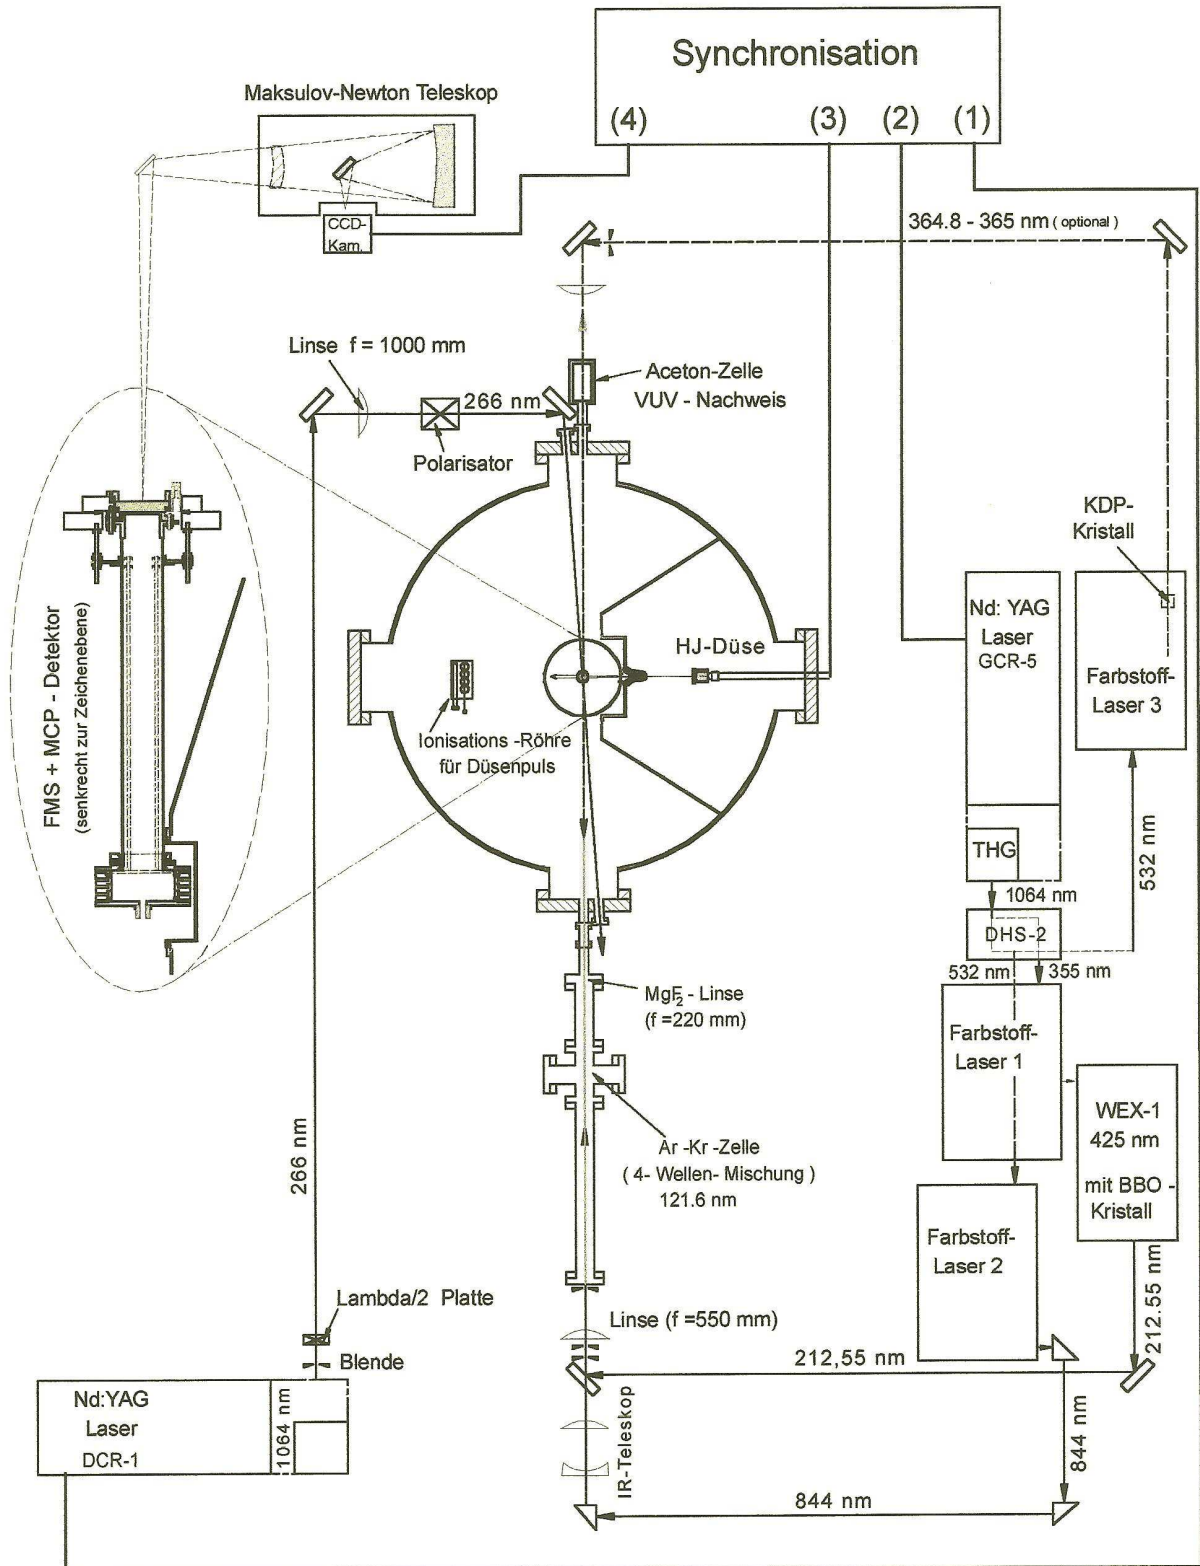 Synchronisation
(4)
(3)
(2)
(1)
Maksulov-Newton Teleskop
CCD-
Kam.
364.8 - 365 nm ( optional )
Linse f = 1000 mm
Aceton-Zelle
VUV - Nachweis
266 nm
Polarisator
KDP-
Kristall
Nd: YAG
Laser
GCR-5
Farbstoff-
Laser 3
HJ-Düse
Ionisations -Röhre
für Düsenpuls
FMS + MCP - Detektor
(senkrecht zur Zeichenebene)
THG
1064 nm
532 nm
DHS-2
532 nm
355 nm
MgF2 - Linse
(f =220 mm)
Farbstoff-
Laser 1
WEX-1
425 nm
mit BBO -
Kristall
266 nm
Ar -Kr -Zelle
( 4- Wellen- Mischung )
121.6 nm
Farbstoff-
Laser 2
212.55 nm
Lambda/2 Platte
Blende
Linse (f =550 mm)
212,55 nm
Nd:YAG
Laser
DCR-1
1064 nm
IR-Teleskop
844 nm
844 nm